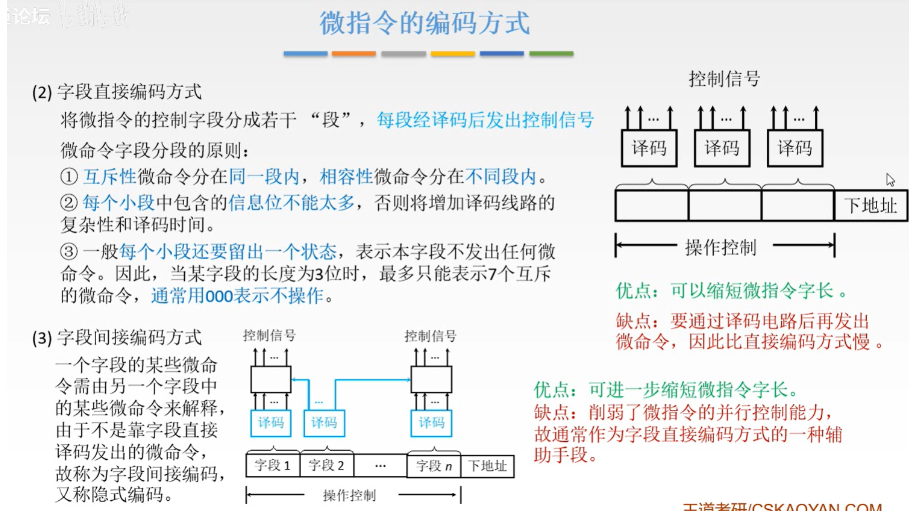 论坛
微指令的编码方式
(2) 字段直接编码方式
将微指令的控制字段分成若干 “段”，每段经译码后发出控制信号
微命令字段分段的原则：
① 互斥性微命令分在同一段内，相容性微命令分在不同段内。
② 每个小段中包含的信息位不能太多，否则将增加译码线路的
复杂性和译码时间。
③ 一般每个小段还要留出一个状态，表示本字段不发出任何微
命令。因此，当某字段的长度为3位时，最多只能表示7个互斥
的微命令，通常用000表示不操作。
控制信号
... ... ...
译码 译码 译码
下地址
操作控制
优点：可以缩短微指令字长 。
缺点：要通过译码电路后再发出
微命令，因此比直接编码方式慢 。
(3) 字段间接编码方式
一个字段的某些微命
令需由另一个字段中
的某些微命令来解释，
由于不是靠字段直接
译码发出的微命令，
故称为字段间接编码，
又称隐式编码。
控制信号 控制信号
... ...
... ... ...
译码 译码 译码
字段 1 字段 2 ... 字段 n 下地址
操作控制
优点：可进一步缩短微指令字长。
缺点：削弱了微指令的并行控制能力，
故通常作为字段直接编码方式的一种辅
助手段。
王道考研/CSKAOYAN.COM